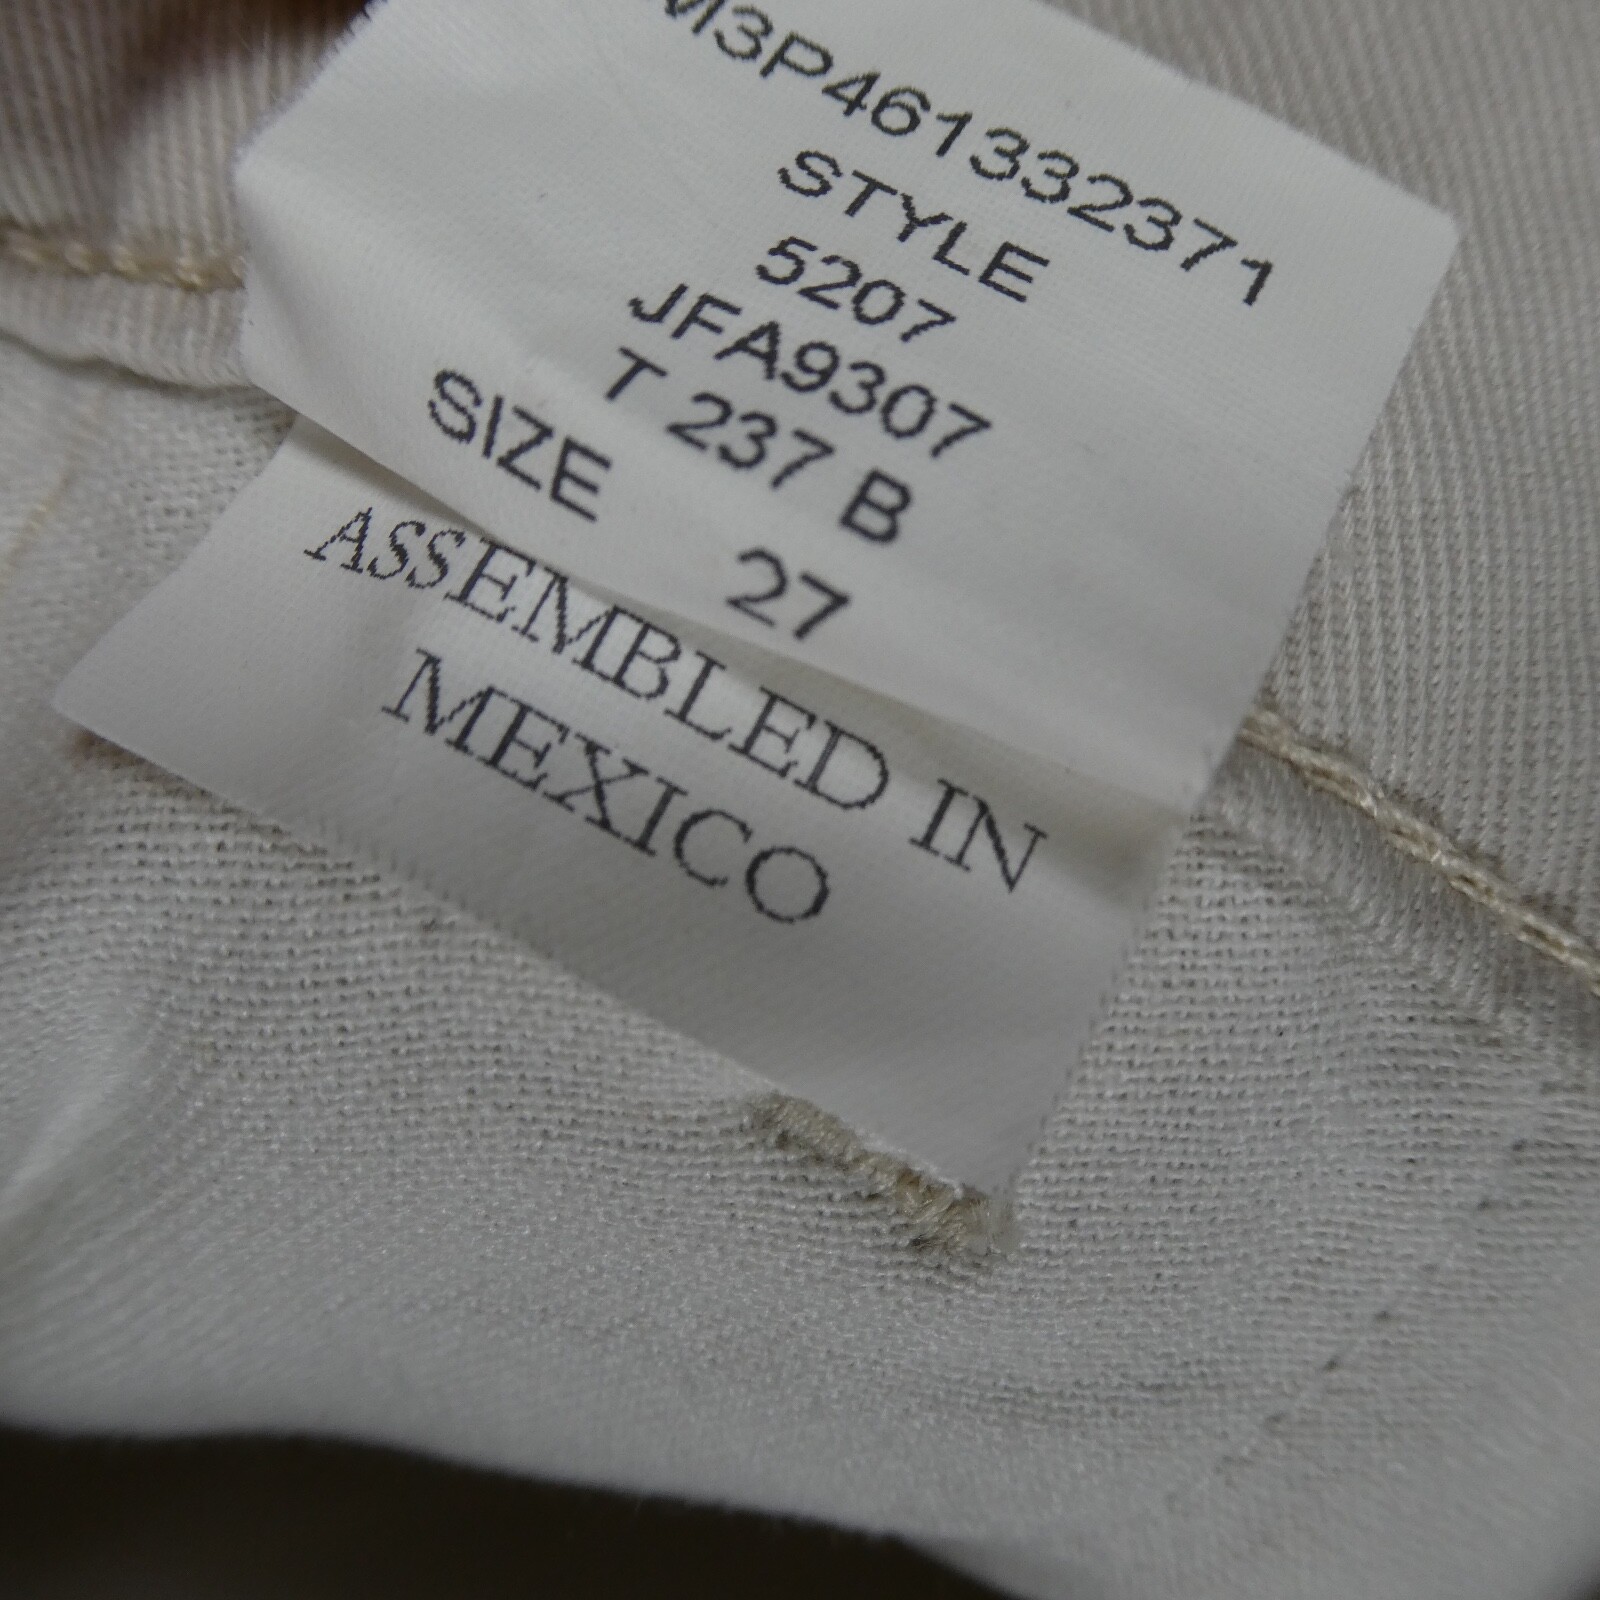 M3P461332371
STYLE
5207
JFA9307
T 237 B
SIZE 27
ASSEMBLED IN
MEXICO